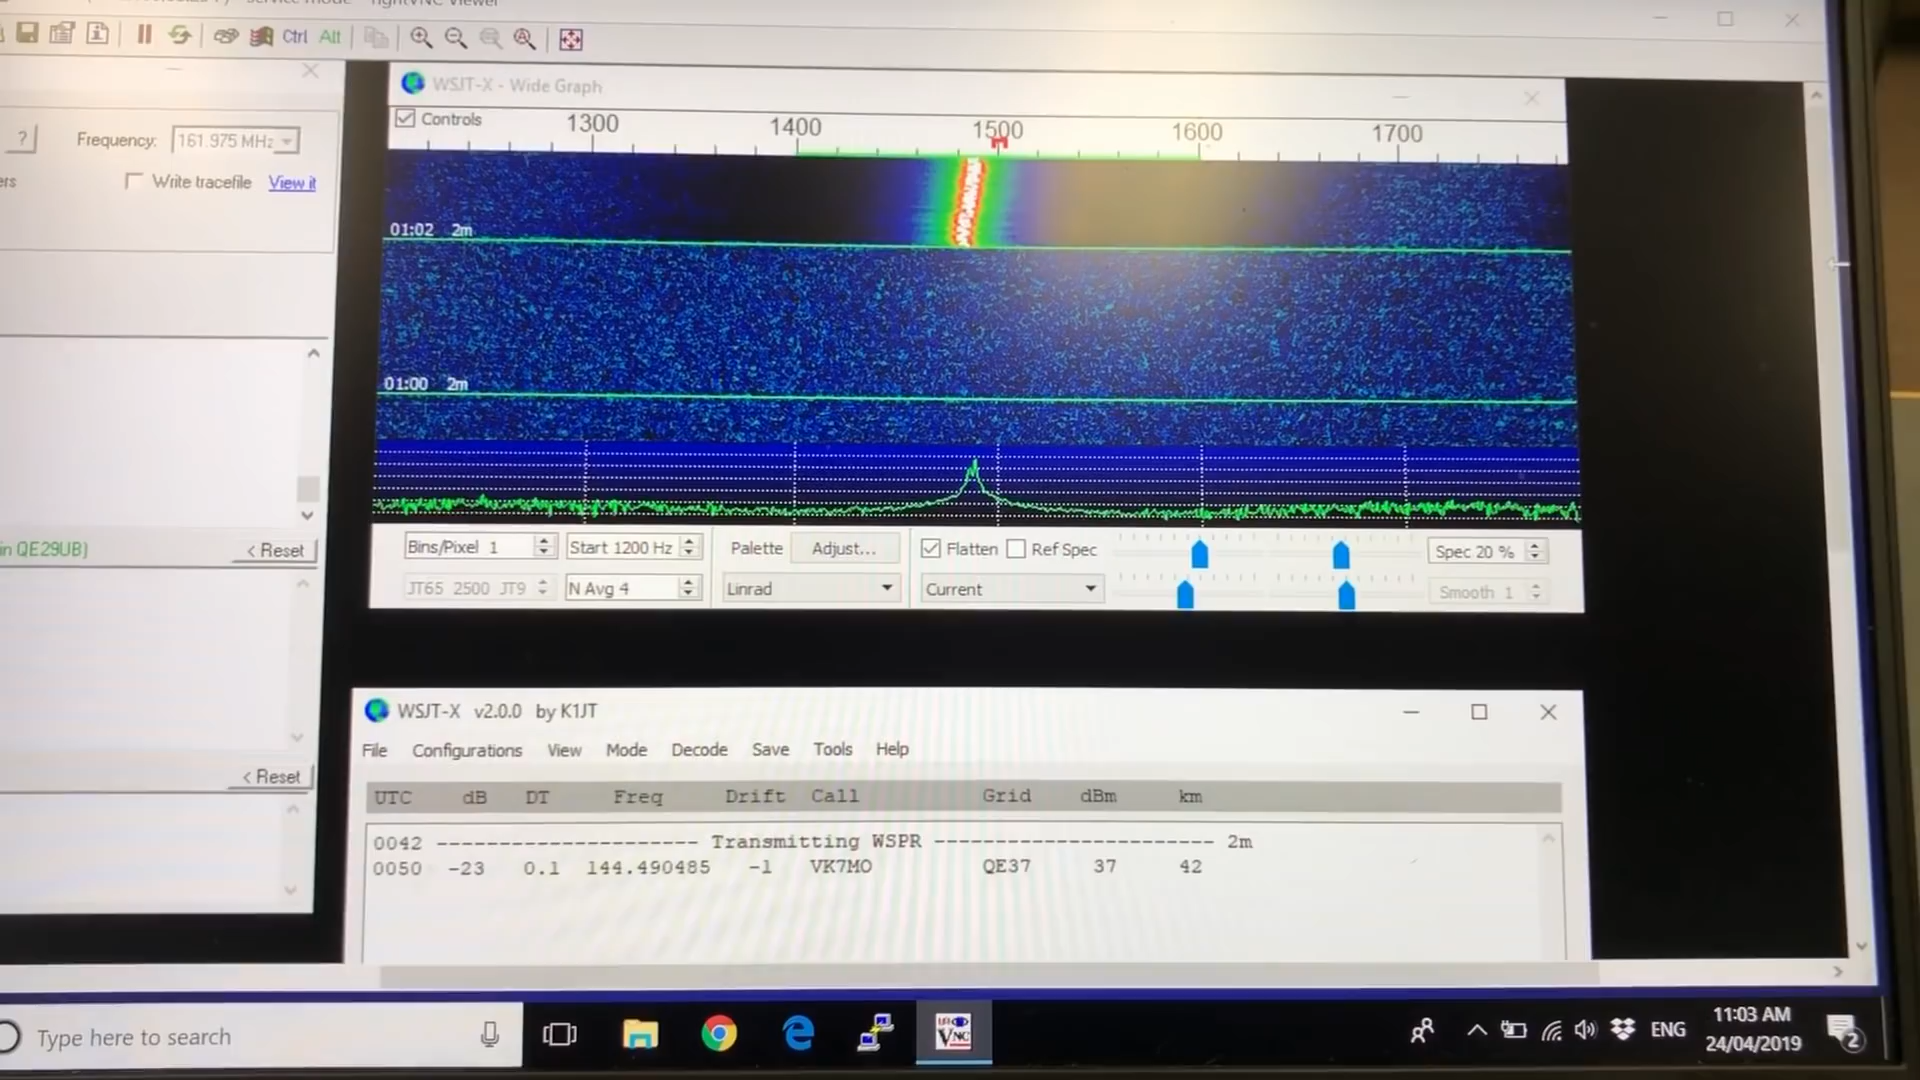 Ctrl Alt
WSJT-X - Wide Graph
Controls 1300 1400 1500 1600 1700
? Frequency: 161.975 MHz
ers Write tracefile View it
01:02 2m
01:00 2m
in QE29UB) < Reset
Bins/Pixel 1 Start 1200 Hz Palette Adjust... Flatten Ref Spec Spec 20 %
JT65 2500 JT9 N Avg 4 Linrad Current Smooth 1
WSJT-X v2.0.0 by K1JT
File Configurations View Mode Decode Save Tools Help
< Reset
UTC dB DT Freq Drift Call Grid dBm km
0042 --------------------- Transmitting WSPR ---------------------- 2m
0050 -23 0.1 144.490485 -1 VK7MO QE37 37 42
Type here to search
VNC
ENG
11:03 AM
24/04/2019
2